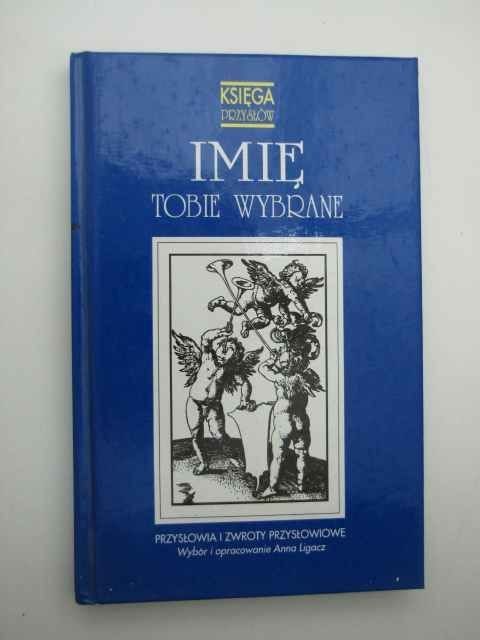 KSIĘGA
PRZYSŁÓW
IMIĘ
TOBIE WYBRANE
PRZYSŁOWIA I ZWROTY PRZYSŁOWIOWE
Wybór i opracowanie Anna Ligacz